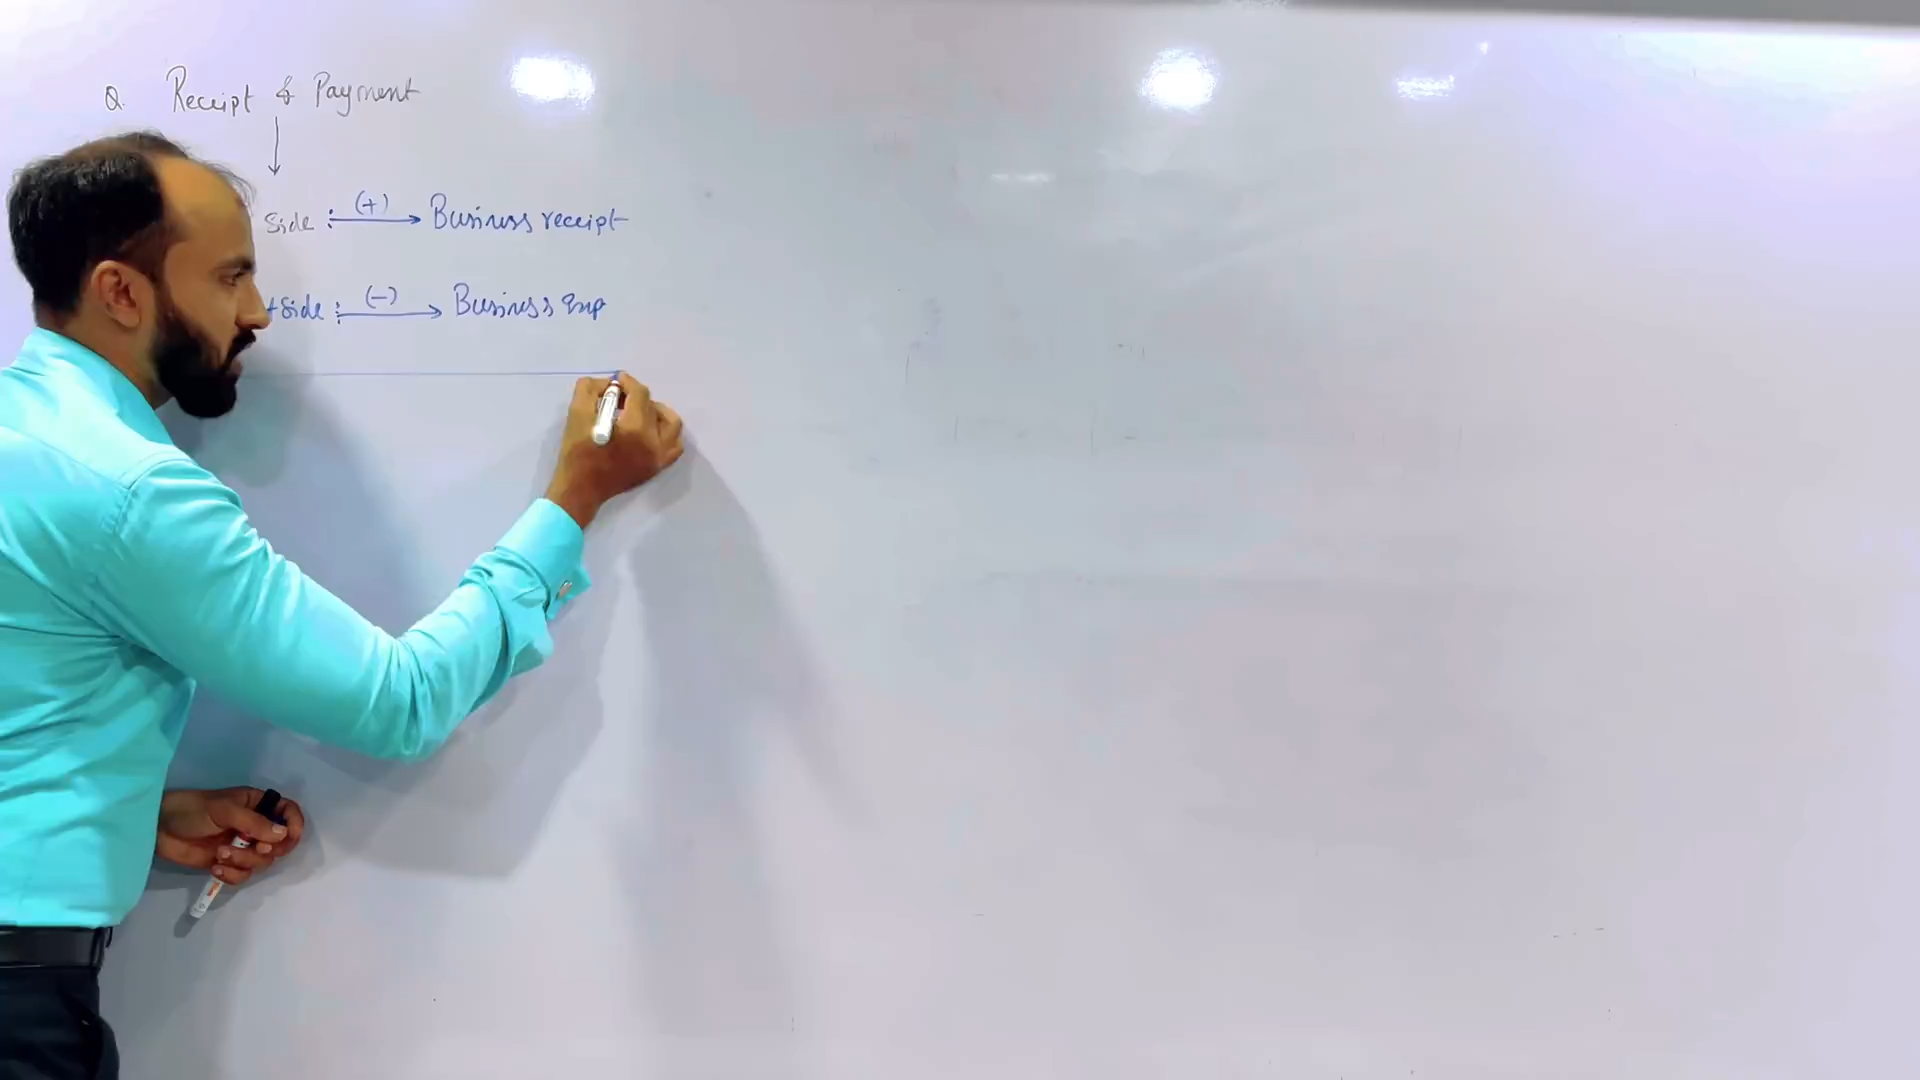 Q. Receipt & Payment
Side : (+) → Business receipt
t Side : (-) → Business Exp